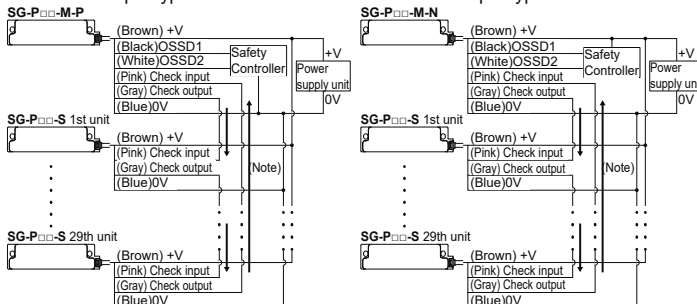 SG-P□□-M-P
(Brown) +V
(Black)OSSD1
(White)OSSD2
(Pink) Check input
(Gray) Check output
(Blue)0V
Safety
Controller
+V
Power
supply unit
0V
SG-P□□-S 1st unit
(Brown) +V
(Pink) Check input
(Gray) Check output
(Blue)0V
(Note)
SG-P□□-S 29th unit
(Brown) +V
(Pink) Check input
(Gray) Check output
(Blue)0V
SG-P□□-M-N
(Brown) +V
(Black)OSSD1
(White)OSSD2
(Pink) Check input
(Gray) Check output
(Blue)0V
Safety
Controller
+V
Power
supply un
0V
SG-P□□-S 1st unit
(Brown) +V
(Pink) Check input
(Gray) Check output
(Blue)0V
(Note)
SG-P□□-S 29th unit
(Brown) +V
(Pink) Check input
(Gray) Check output
(Blue)0V